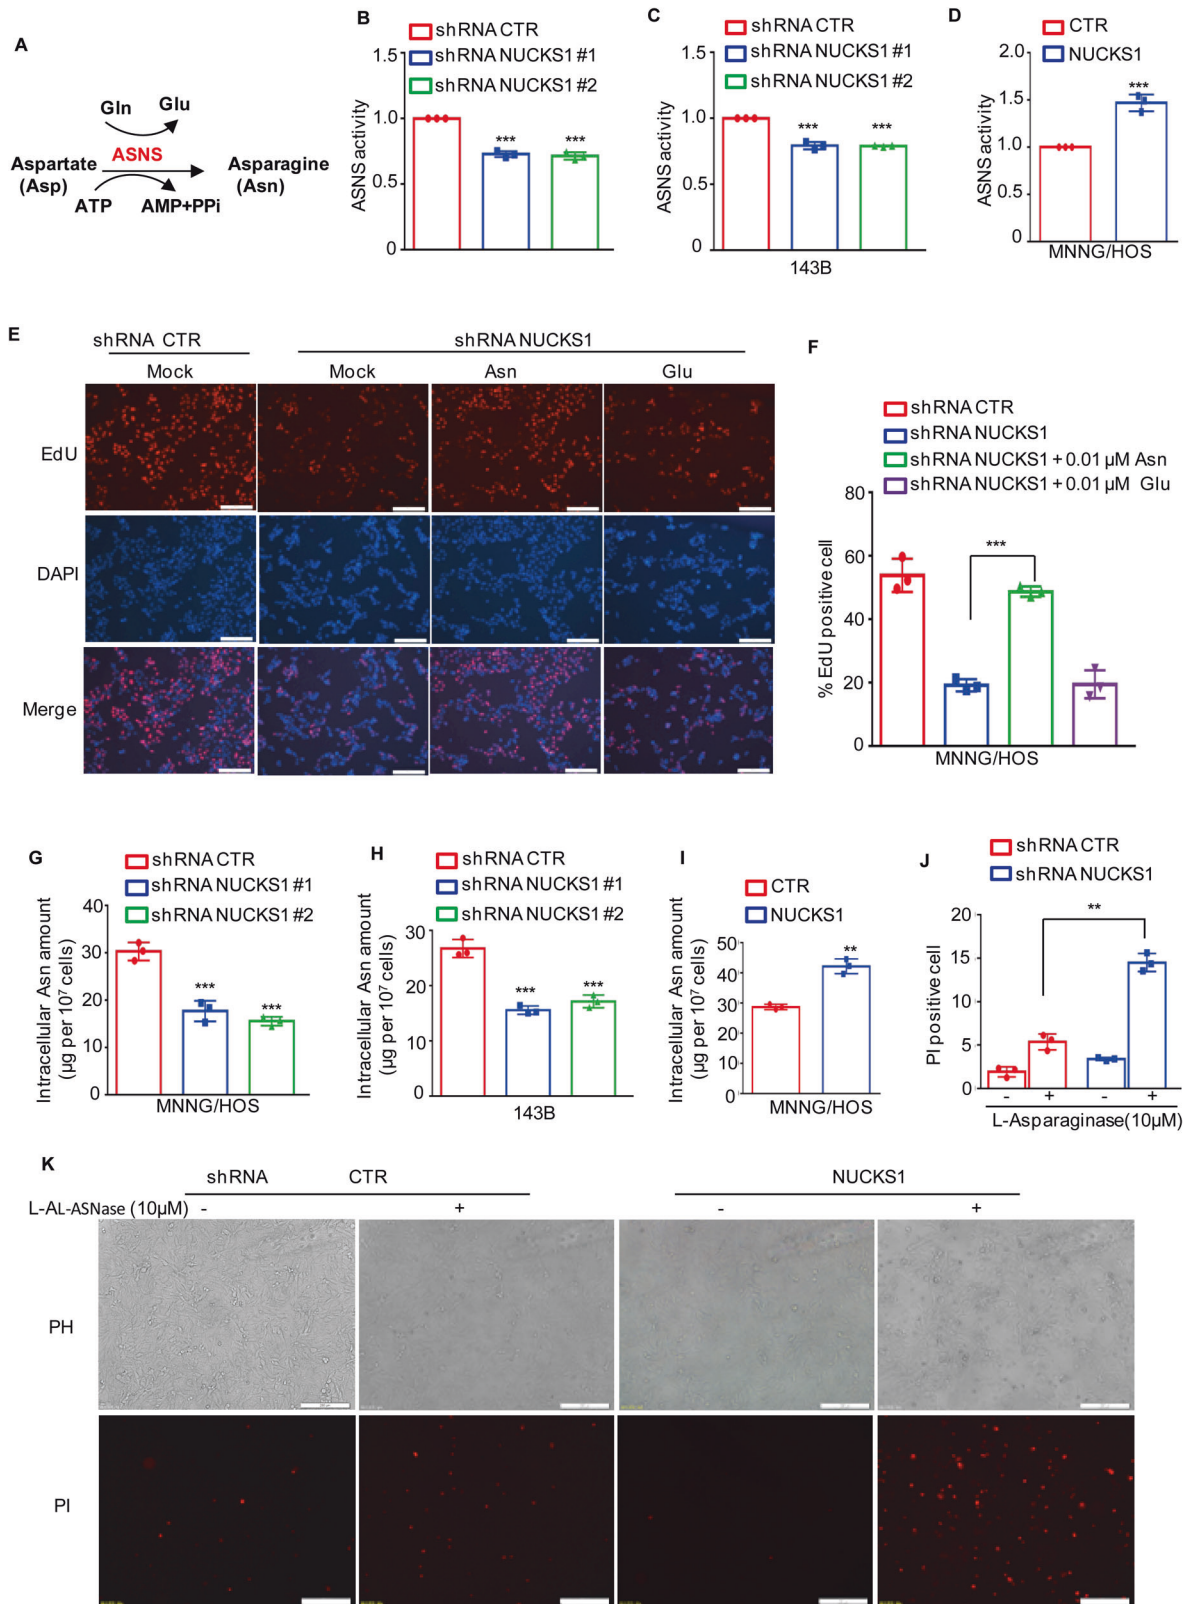 A
Gln
Glu
Aspartate
(Asp)
ASNS
Asparagine
(Asn)
ATP
AMP+PPi
B
shRNA CTR
shRNA NUCKS1 #1
shRNA NUCKS1 #2
ASNS activity
1.5
1.0
0.5
0
***
***
C
shRNA CTR
shRNA NUCKS1 #1
shRNA NUCKS1 #2
ASNS activity
1.5
1.0
0.5
0
***
***
143B
D
CTR
NUCKS1
ASNS activity
2.0
1.5
1.0
0.5
0
***
MNNG/HOS
E
shRNA CTR
shRNA NUCKS1
Mock
Mock
Asn
Glu
EdU
DAPI
Merge
F
shRNA CTR
shRNA NUCKS1
shRNA NUCKS1 + 0.01 µM Asn
shRNA NUCKS1 + 0.01 µM Glu
% EdU positive cell
80
60
40
20
0
***
MNNG/HOS
G
shRNA CTR
shRNA NUCKS1 #1
shRNA NUCKS1 #2
Intracellular Asn amount
(µg per 10⁷ cells)
40
30
20
10
0
***
***
MNNG/HOS
H
shRNA CTR
shRNA NUCKS1 #1
shRNA NUCKS1 #2
Intracellular Asn amount
(µg per 10⁷ cells)
30
20
10
0
***
***
143B
I
CTR
NUCKS1
Intracellular Asn amount
(µg per 10⁷ cells)
50
40
30
20
10
0
**
MNNG/HOS
J
shRNA CTR
shRNA NUCKS1
PI positive cell
20
15
10
5
0
**
- + - +
L-Asparaginase(10µM)
K
shRNA CTR
NUCKS1
L-AL-ASNase (10µM) - + - +
PH
PI